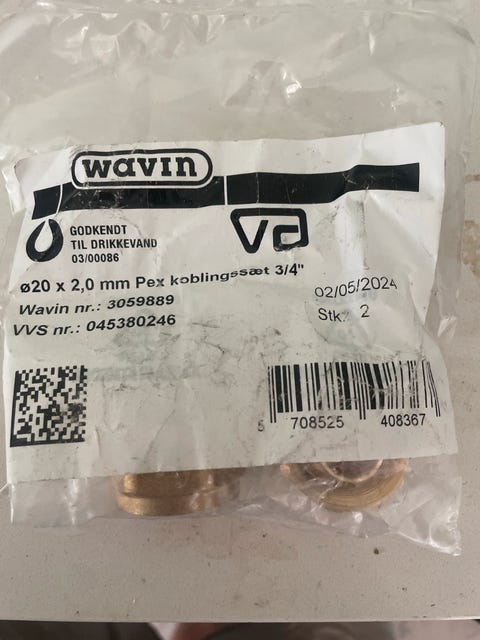 wavin
GODKENDT
TIL DRIKKEVAND
03/00086
va
ø20 x 2,0 mm Pex koblingssæt 3/4"
Wavin nr.: 3059889
VVS nr.: 045380246
02/05/2024
Stk.: 2
5 708525 408367